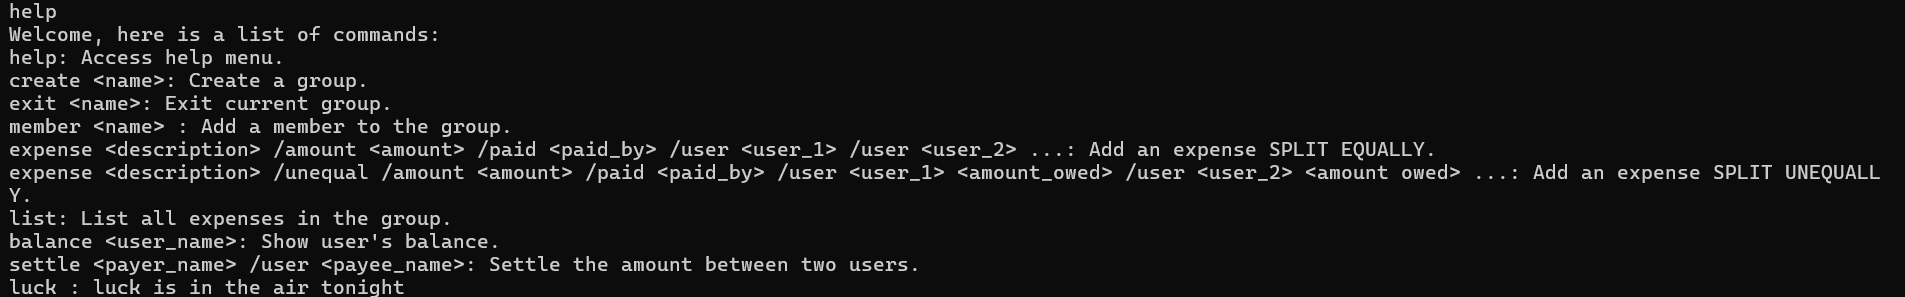 help
Welcome, here is a list of commands:
help: Access help menu.
create <name>: Create a group.
exit <name>: Exit current group.
member <name> : Add a member to the group.
expense <description> /amount <amount> /paid <paid_by> /user <user_1> /user <user_2> ...: Add an expense SPLIT EQUALLY.
expense <description> /unequal /amount <amount> /paid <paid_by> /user <user_1> <amount_owed> /user <user_2> <amount owed> ...: Add an expense SPLIT UNEQUALL
Y.
list: List all expenses in the group.
balance <user_name>: Show user's balance.
settle <payer_name> /user <payee_name>: Settle the amount between two users.
luck : luck is in the air tonight